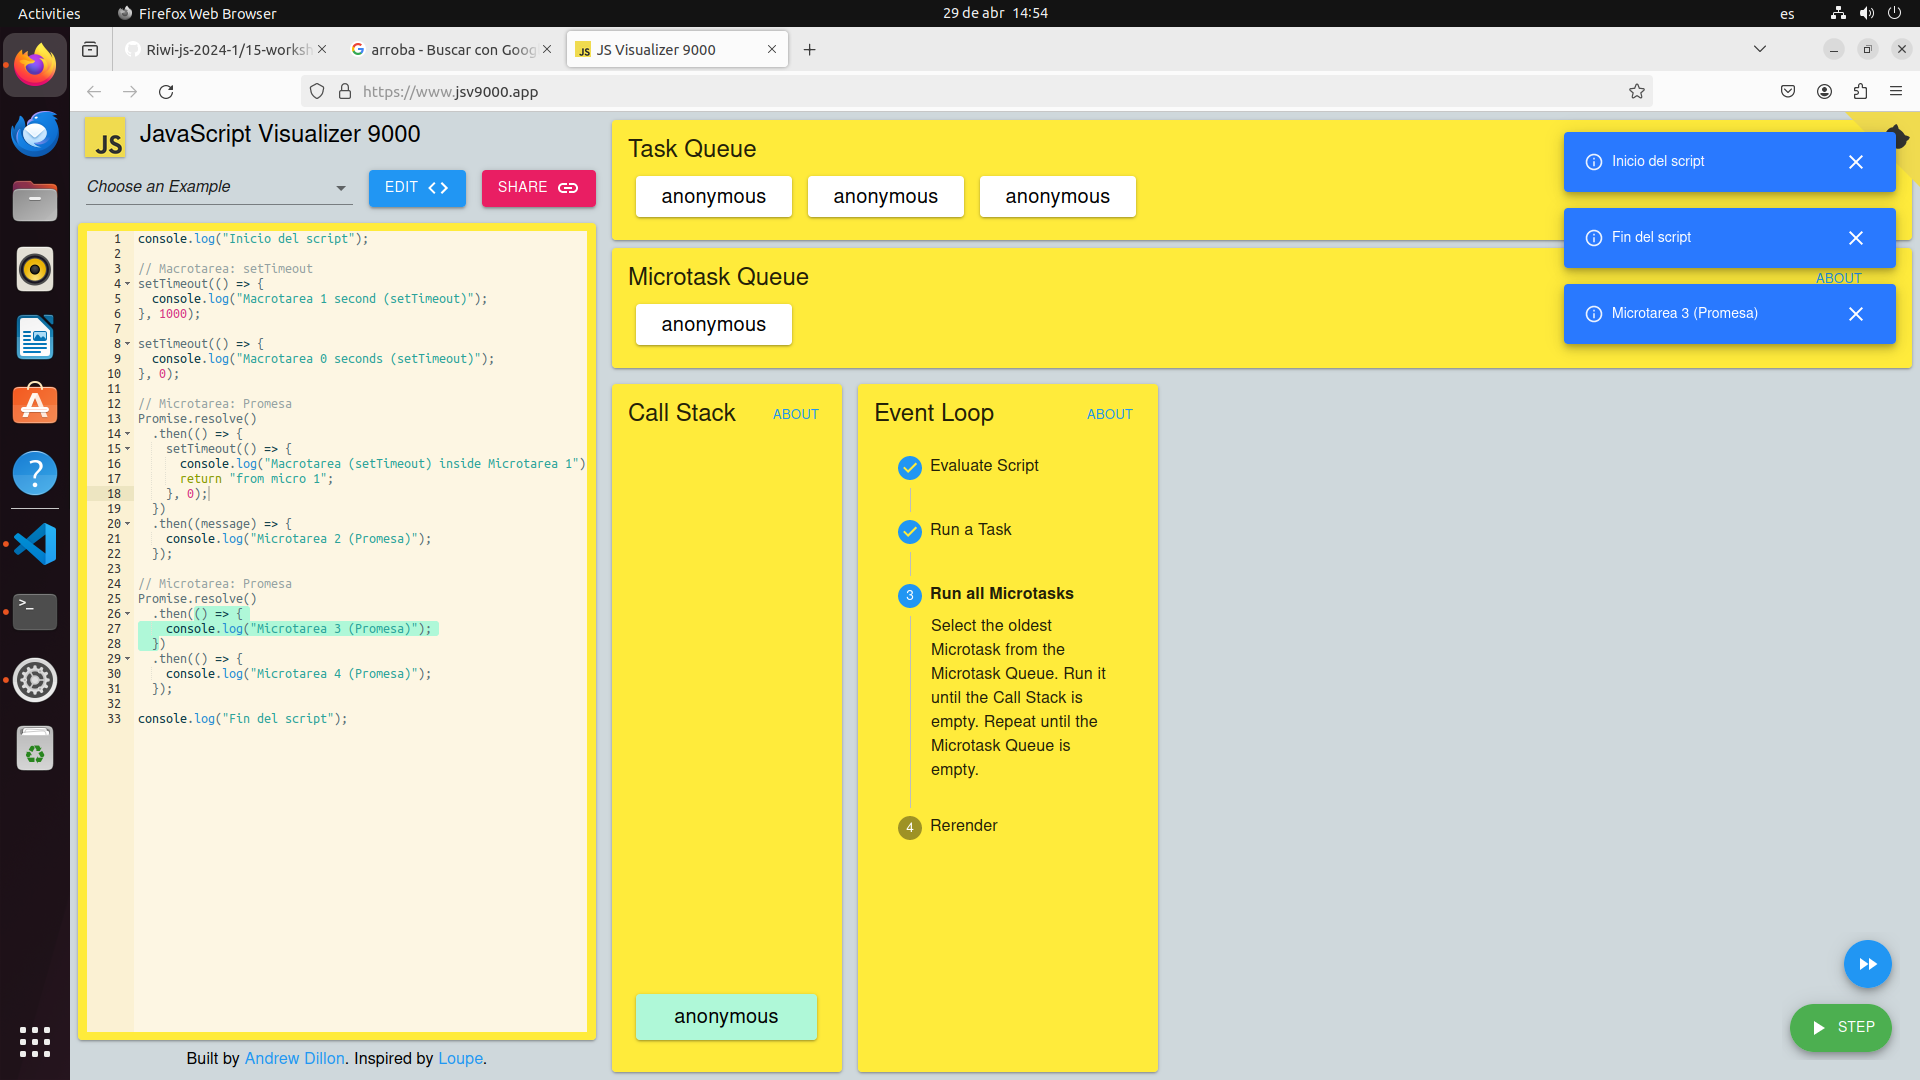 Activities
Firefox Web Browser
29 de abr 14:54
es
Riwi-js-2024-1/15-worksh
arroba - Buscar con Goog
JS
JS Visualizer 9000
https://www.jsv9000.app
JS
JavaScript Visualizer 9000
Choose an Example
EDIT
SHARE
1 console.log("Inicio del script");
2
3 // Macrotarea: setTimeout
4 setTimeout(() => {
5 console.log("Macrotarea 1 second (setTimeout)");
6 }, 1000);
7
8 setTimeout(() => {
9 console.log("Macrotarea 0 seconds (setTimeout)");
10 }, 0);
11
12 // Microtarea: Promesa
13 Promise.resolve()
14 .then(() => {
15 setTimeout(() => {
16 console.log("Macrotarea (setTimeout) inside Microtarea 1")
17 return "from micro 1";
18 }, 0);
19 })
20 .then((message) => {
21 console.log("Microtarea 2 (Promesa)");
22 });
23
24 // Microtarea: Promesa
25 Promise.resolve()
26 .then(() => {
27 console.log("Microtarea 3 (Promesa)");
28 })
29 .then(() => {
30 console.log("Microtarea 4 (Promesa)");
31 });
32
33 console.log("Fin del script");
Built by Andrew Dillon. Inspired by Loupe.
Task Queue
anonymous
anonymous
anonymous
Microtask Queue
ABOUT
anonymous
Inicio del script
Fin del script
Microtarea 3 (Promesa)
Call Stack
ABOUT
anonymous
Event Loop
ABOUT
Evaluate Script
Run a Task
3 Run all Microtasks
Select the oldest
Microtask from the
Microtask Queue. Run it
until the Call Stack is
empty. Repeat until the
Microtask Queue is
empty.
4 Rerender
STEP